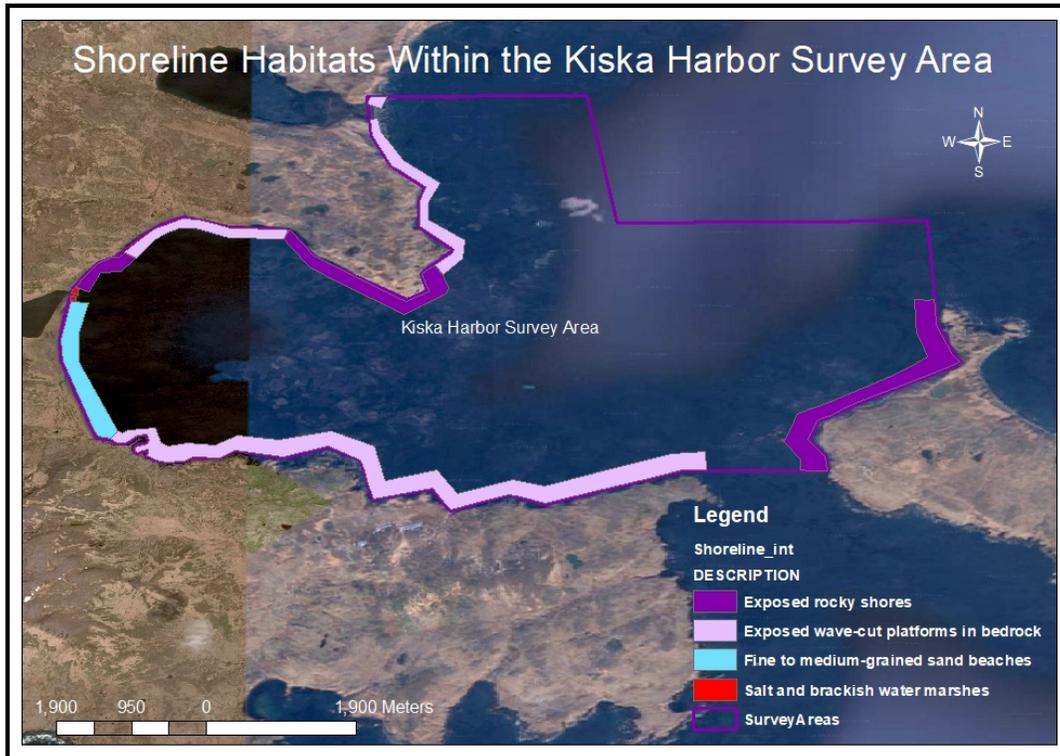 Shoreline Habitats Within the Kiska Harbor Survey Area
N
W E
S
Kiska Harbor Survey Area
Legend
Shoreline_int
DESCRIPTION
Exposed rocky shores
Exposed wave-cut platforms in bedrock
Fine to medium-grained sand beaches
Salt and brackish water marshes
SurveyAreas
1,900 950 0 1,900 Meters